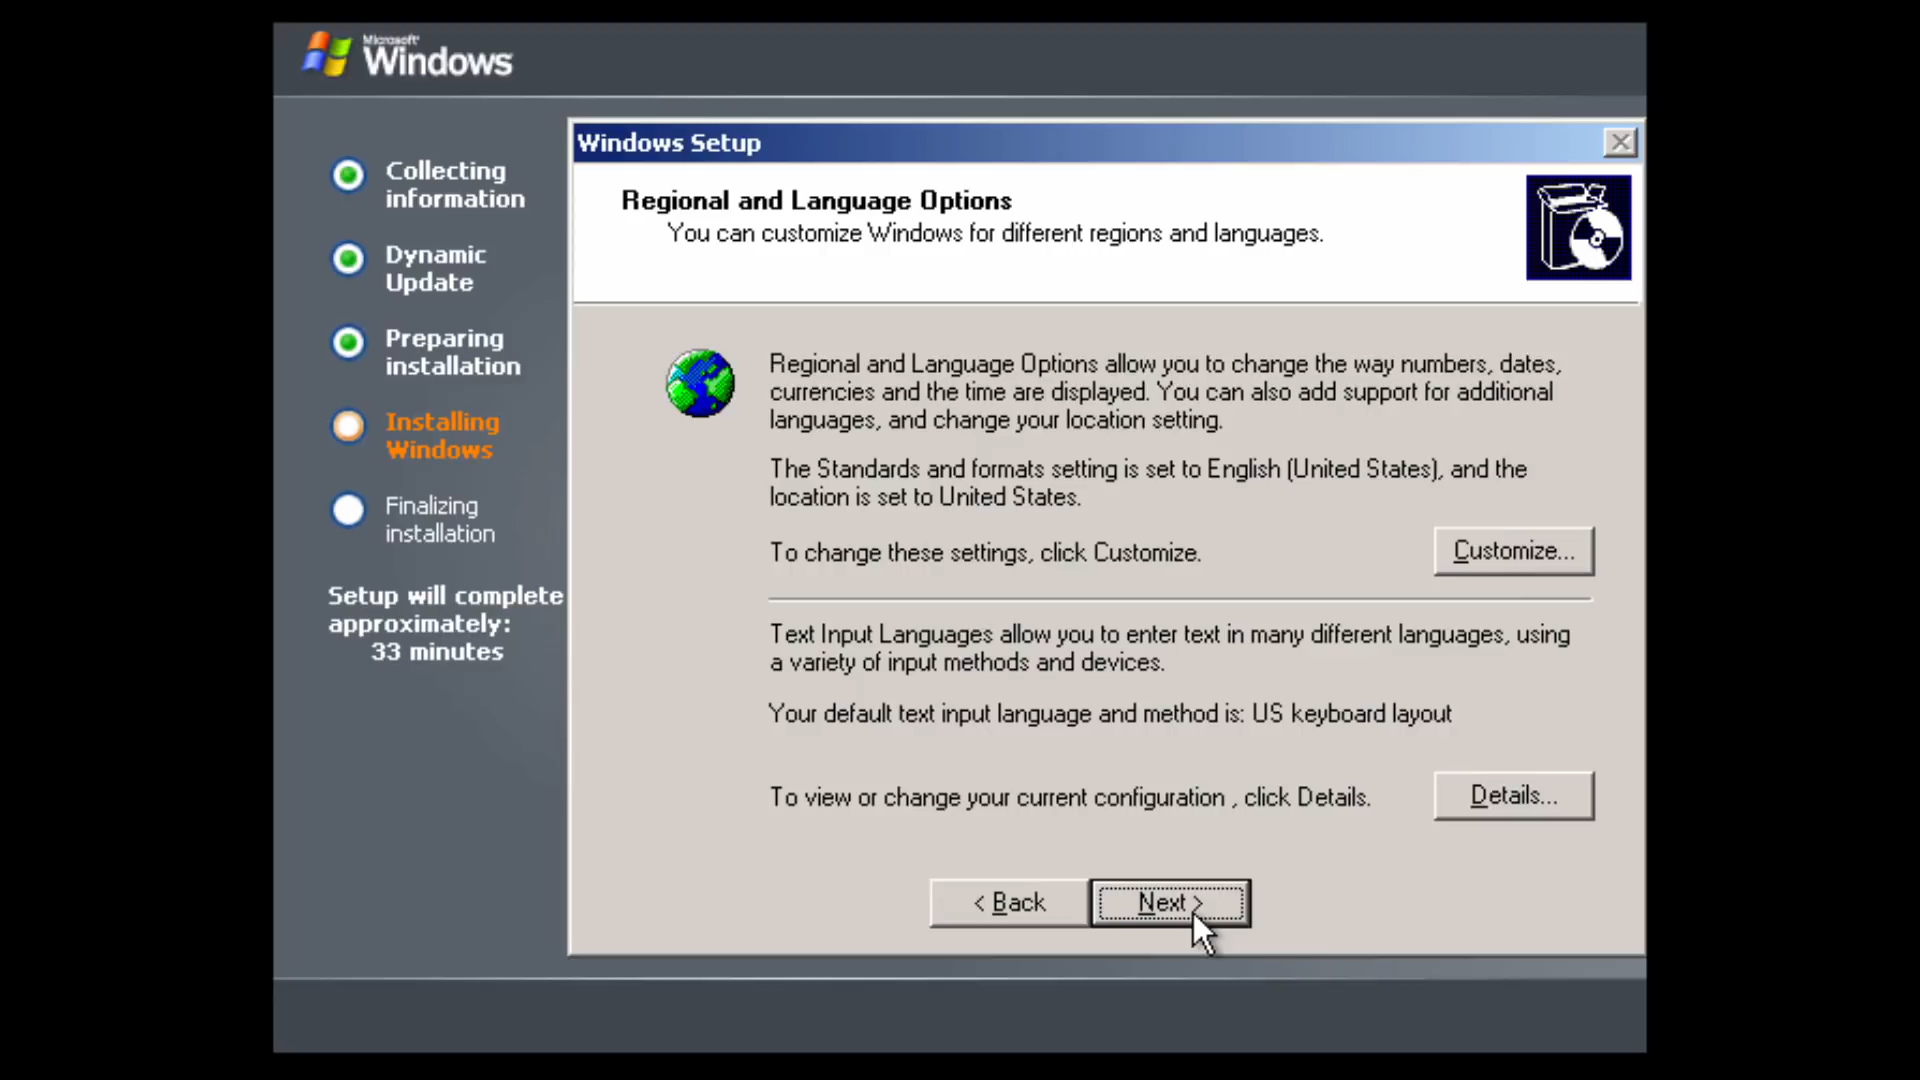 Microsoft
Windows
Collecting
information
Dynamic
Update
Preparing
installation
Installing
Windows
Finalizing
installation
Setup will complete
approximately:
33 minutes
Windows Setup
Regional and Language Options
You can customize Windows for different regions and languages.
Regional and Language Options allow you to change the way numbers, dates,
currencies and the time are displayed. You can also add support for additional
languages, and change your location setting.
The Standards and formats setting is set to English (United States), and the
location is set to United States.
To change these settings, click Customize.
Customize...
Text Input Languages allow you to enter text in many different languages, using
a variety of input methods and devices.
Your default text input language and method is: US keyboard layout
To view or change your current configuration , click Details.
Details...
< Back
Next >